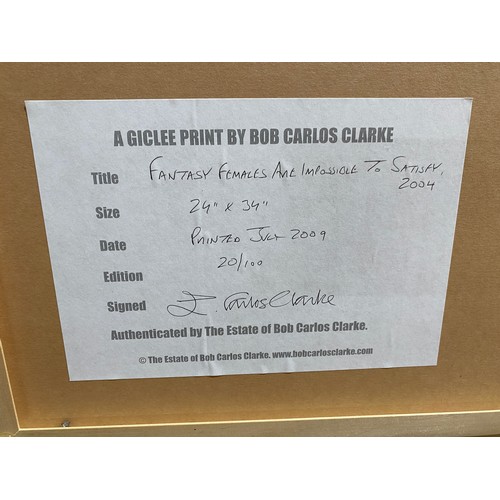 A GICLEE PRINT BY BOB CARLOS CLARKE
Title FANTASY FEMALES ARE IMPOSSIBLE TO SATISFY, 2004
Size 24" x 34"
Date PRINTED JULY 2009
Edition 20/100
Signed L. Carlos Clarke
Authenticated by The Estate of Bob Carlos Clarke.
© The Estate of Bob Carlos Clarke. www.bobcarlosclarke.com